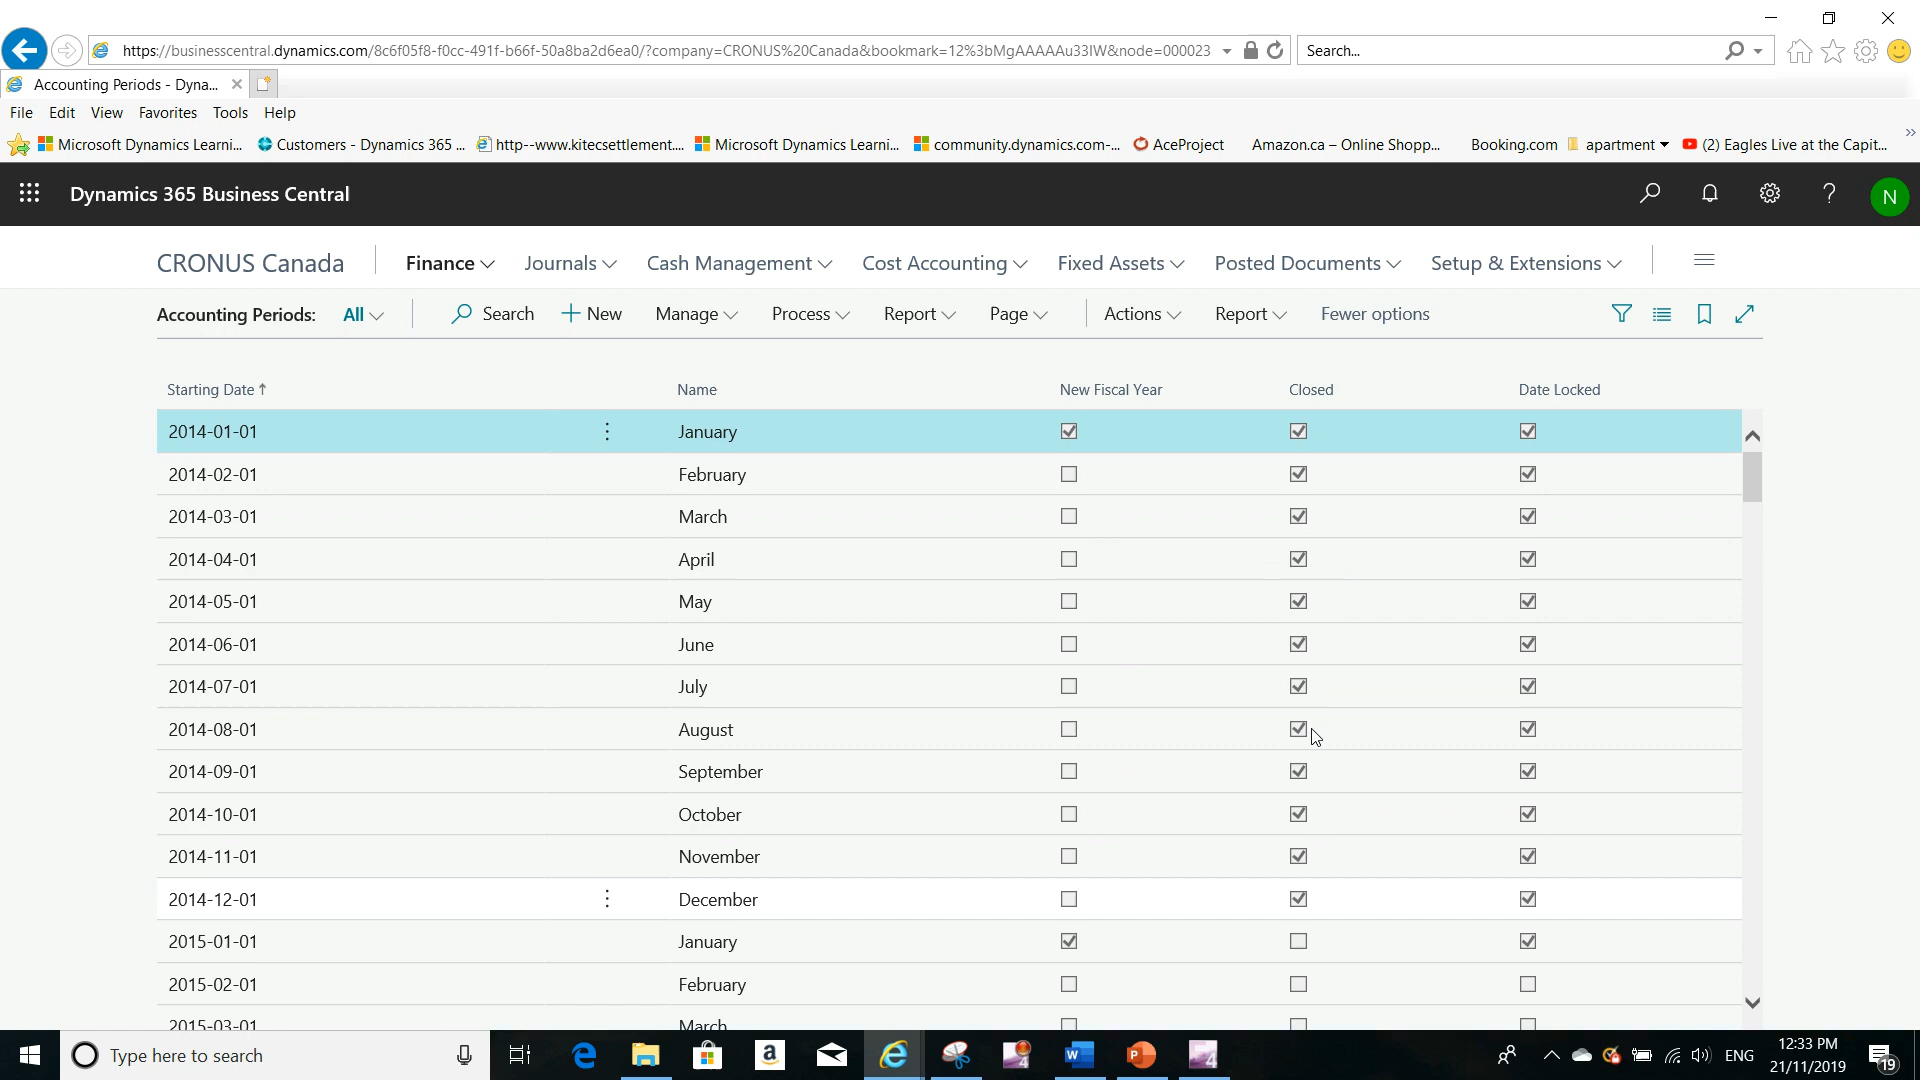 https://businesscentral.dynamics.com/8c6f05f8-f0cc-491f-b66f-50a8ba2d6ea0/?company=CRONUS%20Canada&bookmark=12%3bMgAAAAAu33IW&node=000023
Search...
Accounting Periods - Dyna...
File Edit View Favorites Tools Help
Microsoft Dynamics Learni... Customers - Dynamics 365 ... http--www.kitecsettlement.... Microsoft Dynamics Learni... community.dynamics.com-... AceProject Amazon.ca – Online Shopp... Booking.com apartment (2) Eagles Live at the Capit... »
Dynamics 365 Business Central ? N
CRONUS Canada Finance Journals Cash Management Cost Accounting Fixed Assets Posted Documents Setup & Extensions
Accounting Periods: All Search + New Manage Process Report Page Actions Report Fewer options
Starting Date ↑ Name New Fiscal Year Closed Date Locked
2014-01-01 January
2014-02-01 February
2014-03-01 March
2014-04-01 April
2014-05-01 May
2014-06-01 June
2014-07-01 July
2014-08-01 August
2014-09-01 September
2014-10-01 October
2014-11-01 November
2014-12-01 December
2015-01-01 January
2015-02-01 February
2015-03-01 March
Type here to search
ENG
12:33 PM
21/11/2019
19